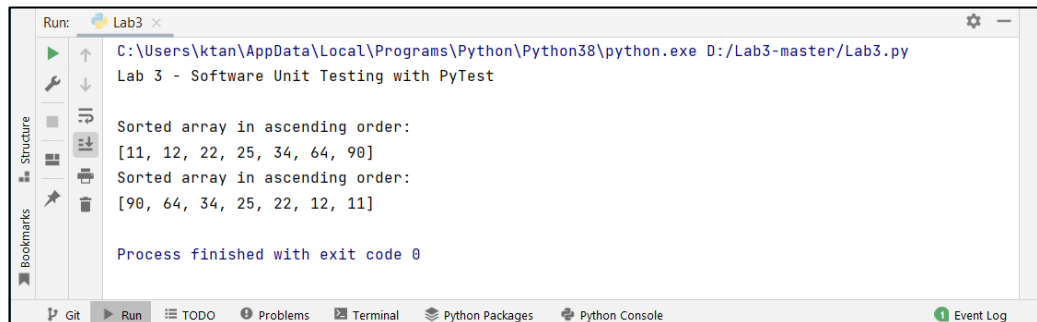 Run: Lab3
C:\Users\ktan\AppData\Local\Programs\Python\Python38\python.exe D:/Lab3-master/Lab3.py
Lab 3 - Software Unit Testing with PyTest
Sorted array in ascending order:
[11, 12, 22, 25, 34, 64, 90]
Sorted array in ascending order:
[90, 64, 34, 25, 22, 12, 11]
Process finished with exit code 0
Structure
Bookmarks
Git Run TODO Problems Terminal Python Packages Python Console 1 Event Log